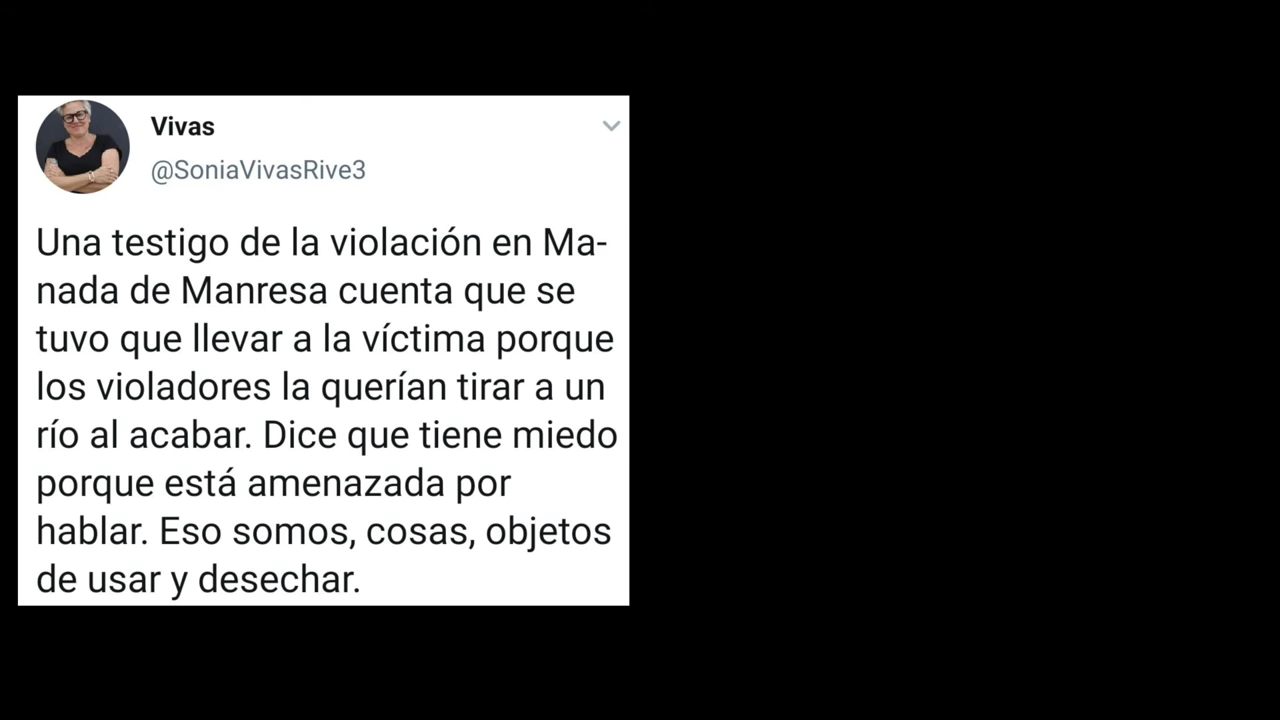 Vivas
@SoniaVivasRive3
Una testigo de la violación en Ma-
nada de Manresa cuenta que se
tuvo que llevar a la víctima porque
los violadores la querían tirar a un
río al acabar. Dice que tiene miedo
porque está amenazada por
hablar. Eso somos, cosas, objetos
de usar y desechar.